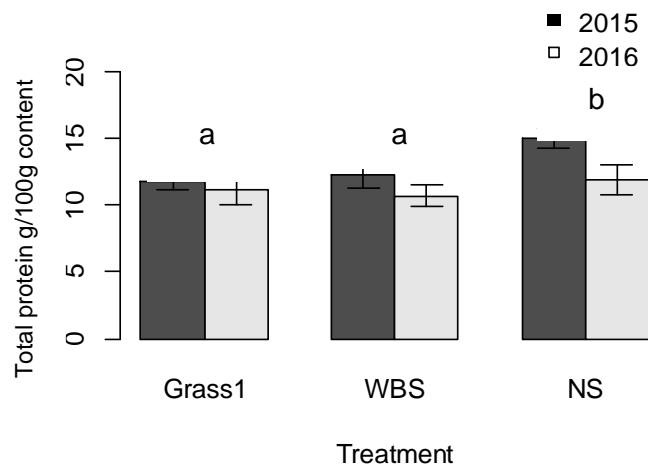 2015
2016
Total protein g/100g content
20
15
10
5
0
a
a
b
Grass1
WBS
NS
Treatment